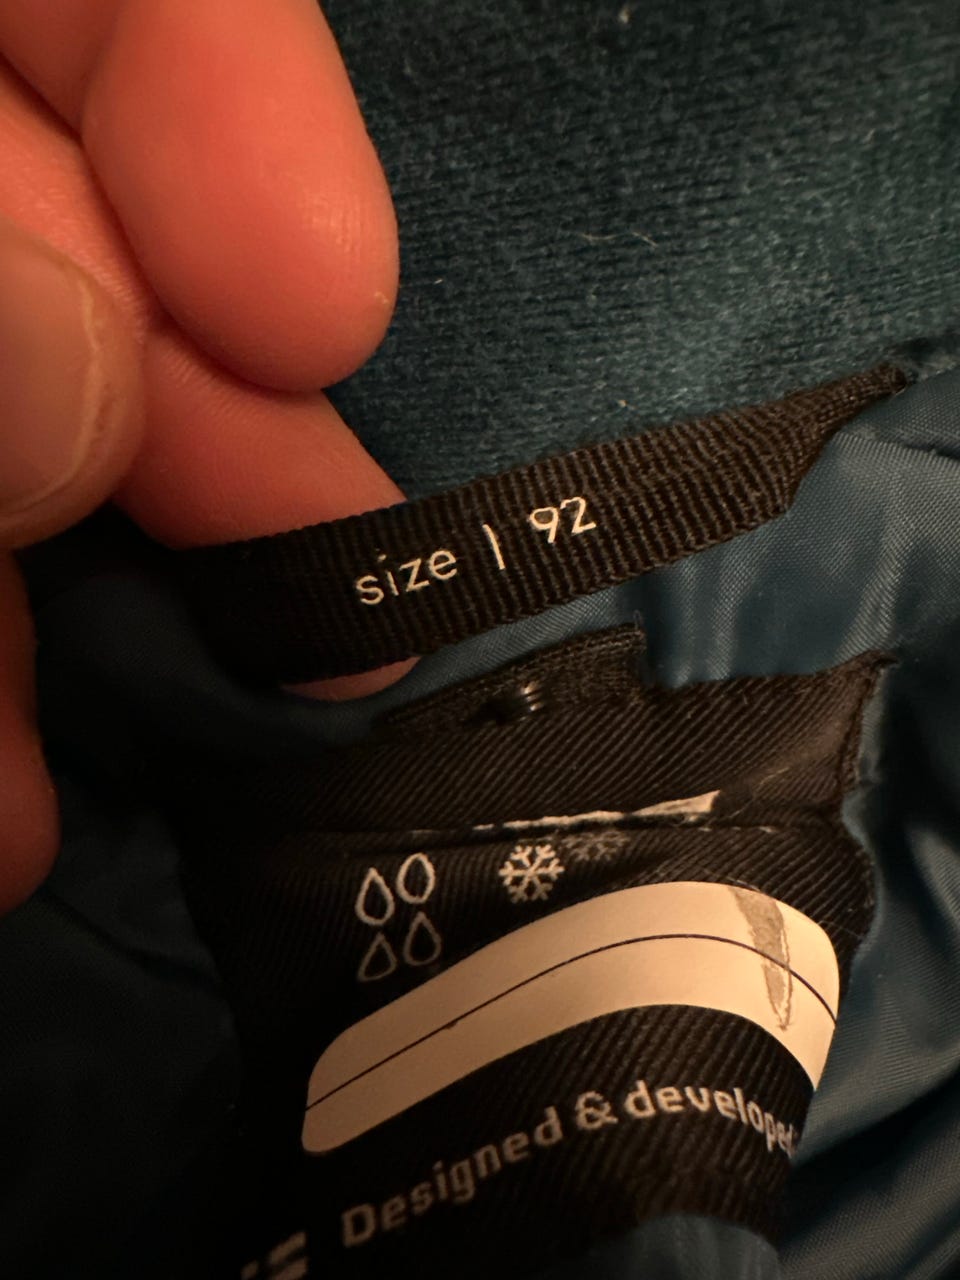 size | 92
Designed & developed